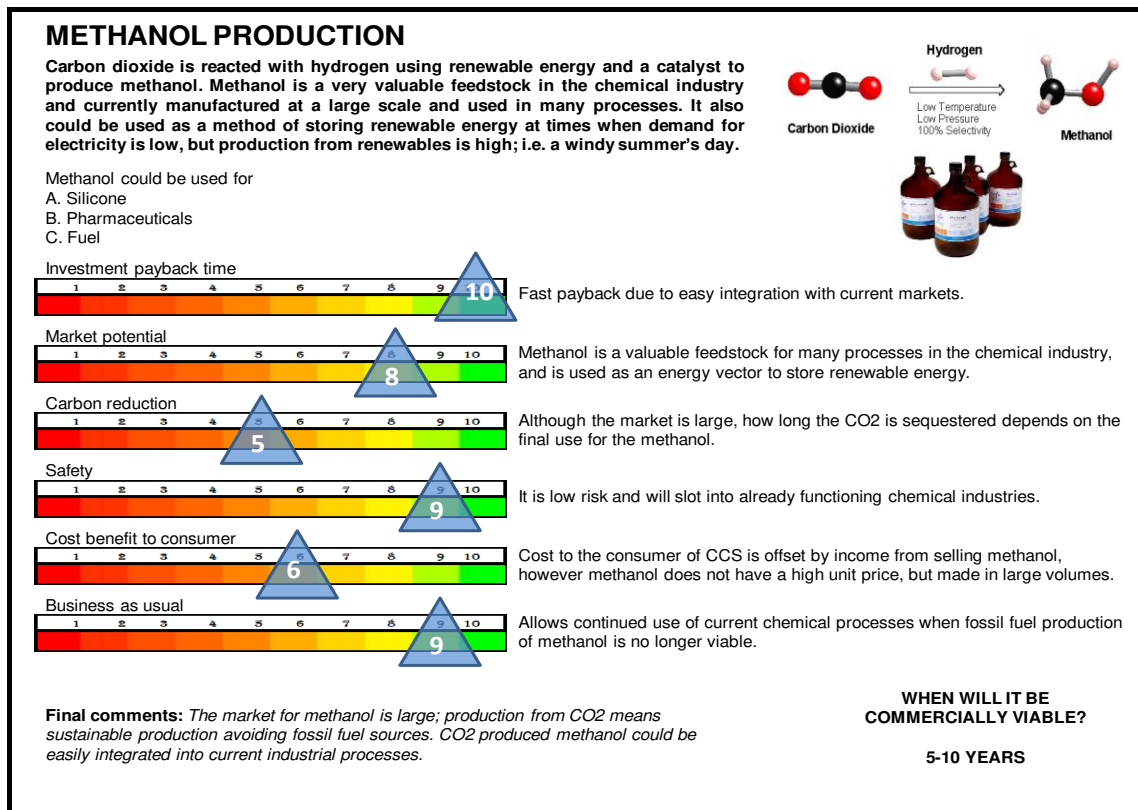 METHANOL PRODUCTION
Carbon dioxide is reacted with hydrogen using renewable energy and a catalyst to
produce methanol. Methanol is a very valuable feedstock in the chemical industry
and currently manufactured at a large scale and used in many processes. It also
could be used as a method of storing renewable energy at times when demand for
electricity is low, but production from renewables is high; i.e. a windy summer's day.
Hydrogen
Low Temperature
Low Pressure
100% Selectivity
Carbon Dioxide
Methanol
Methanol could be used for
A. Silicone
B. Pharmaceuticals
C. Fuel
Investment payback time
1 2 3 4 5 6 7 8 9 10
10
Fast payback due to easy integration with current markets.
Market potential
1 2 3 4 5 6 7 8 9 10
8
Methanol is a valuable feedstock for many processes in the chemical industry,
and is used as an energy vector to store renewable energy.
Carbon reduction
1 2 3 4 5 6 7 8 9 10
5
Although the market is large, how long the CO2 is sequestered depends on the
final use for the methanol.
Safety
1 2 3 4 5 6 7 8 9 10
9
It is low risk and will slot into already functioning chemical industries.
Cost benefit to consumer
1 2 3 4 5 6 7 8 9 10
6
Cost to the consumer of CCS is offset by income from selling methanol,
however methanol does not have a high unit price, but made in large volumes.
Business as usual
1 2 3 4 5 6 7 8 9 10
9
Allows continued use of current chemical processes when fossil fuel production
of methanol is no longer viable.
Final comments: The market for methanol is large; production from CO2 means
sustainable production avoiding fossil fuel sources. CO2 produced methanol could be
easily integrated into current industrial processes.
WHEN WILL IT BE
COMMERCIALLY VIABLE?
5-10 YEARS